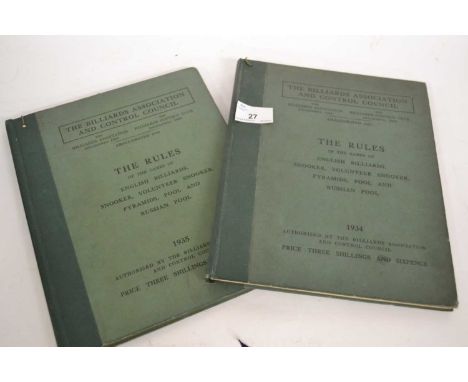 THE BILLIARDS ASSOCIATION
AND CONTROL COUNCIL
THE RULES
OF THE GAMES OF
ENGLISH BILLIARDS,
SNOOKER, VOLUNTEER SNOOKER,
PYRAMIDS, POOL AND
RUSSIAN POOL
1935
AUTHORISED BY THE BILLIARDS
AND CONTROL
PRICE THREE SHILLINGS
THE BILLIARDS ASSOCIATION
AND CONTROL COUNCIL
27
THE RULES
OF THE GAMES OF
ENGLISH BILLIARDS,
SNOOKER, VOLUNTEER SNOOKER,
PYRAMIDS, POOL AND
RUSSIAN POOL
1934
AUTHORISED BY THE BILLIARDS ASSOCIATION
AND CONTROL COUNCIL
PRICE THREE SHILLINGS AND SIXPENCE